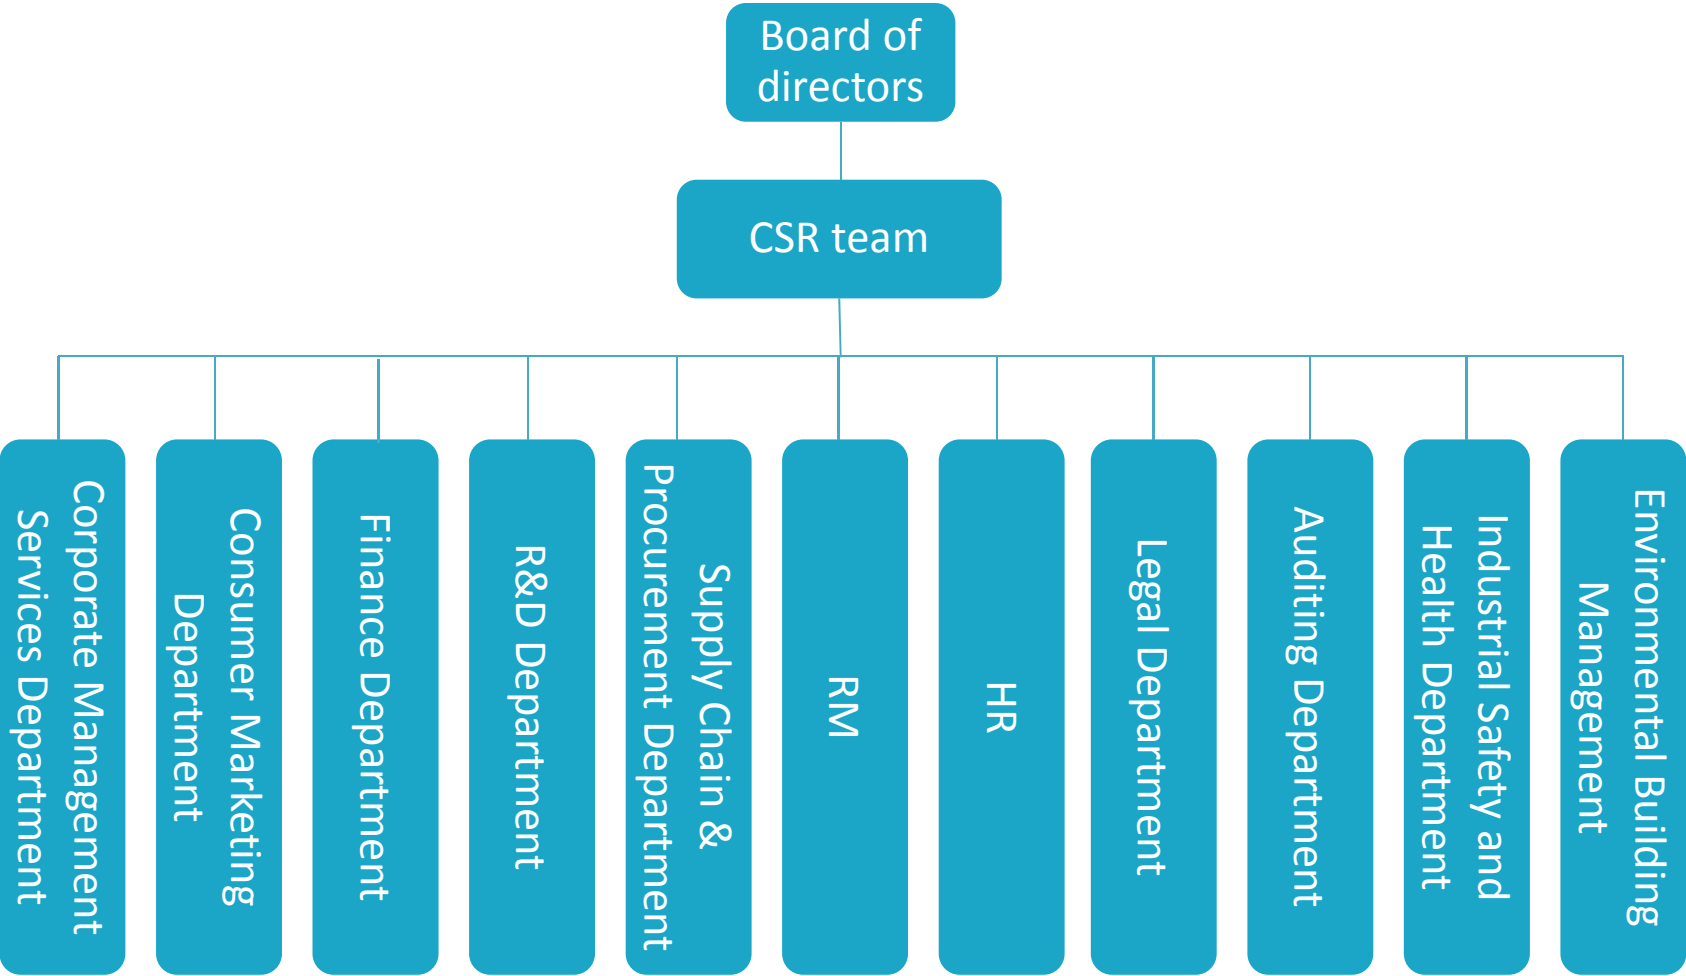 Board of
directors
CSR team
Corporate Management
Services Department
Consumer Marketing
Department
Finance Department
R&D Department
Supply Chain &
Procurement Department
RM
HR
Legal Department
Auditing Department
Industrial Safety and
Health Department
Environmental Building
Management